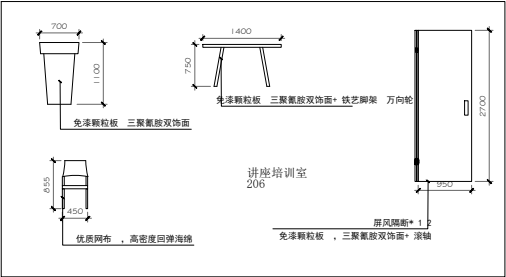 700
1100
免漆颗粒板 三聚氰胺双饰面
1400
750
免漆颗粒板 三聚氰胺双饰面+ 铁艺脚架 万向轮
2700
950
855
450
优质网布 ，高密度回弹海绵
讲座培训室
206
屏风隔断* 12
免漆颗粒板 ，三聚氰胺双饰面+ 滚轴